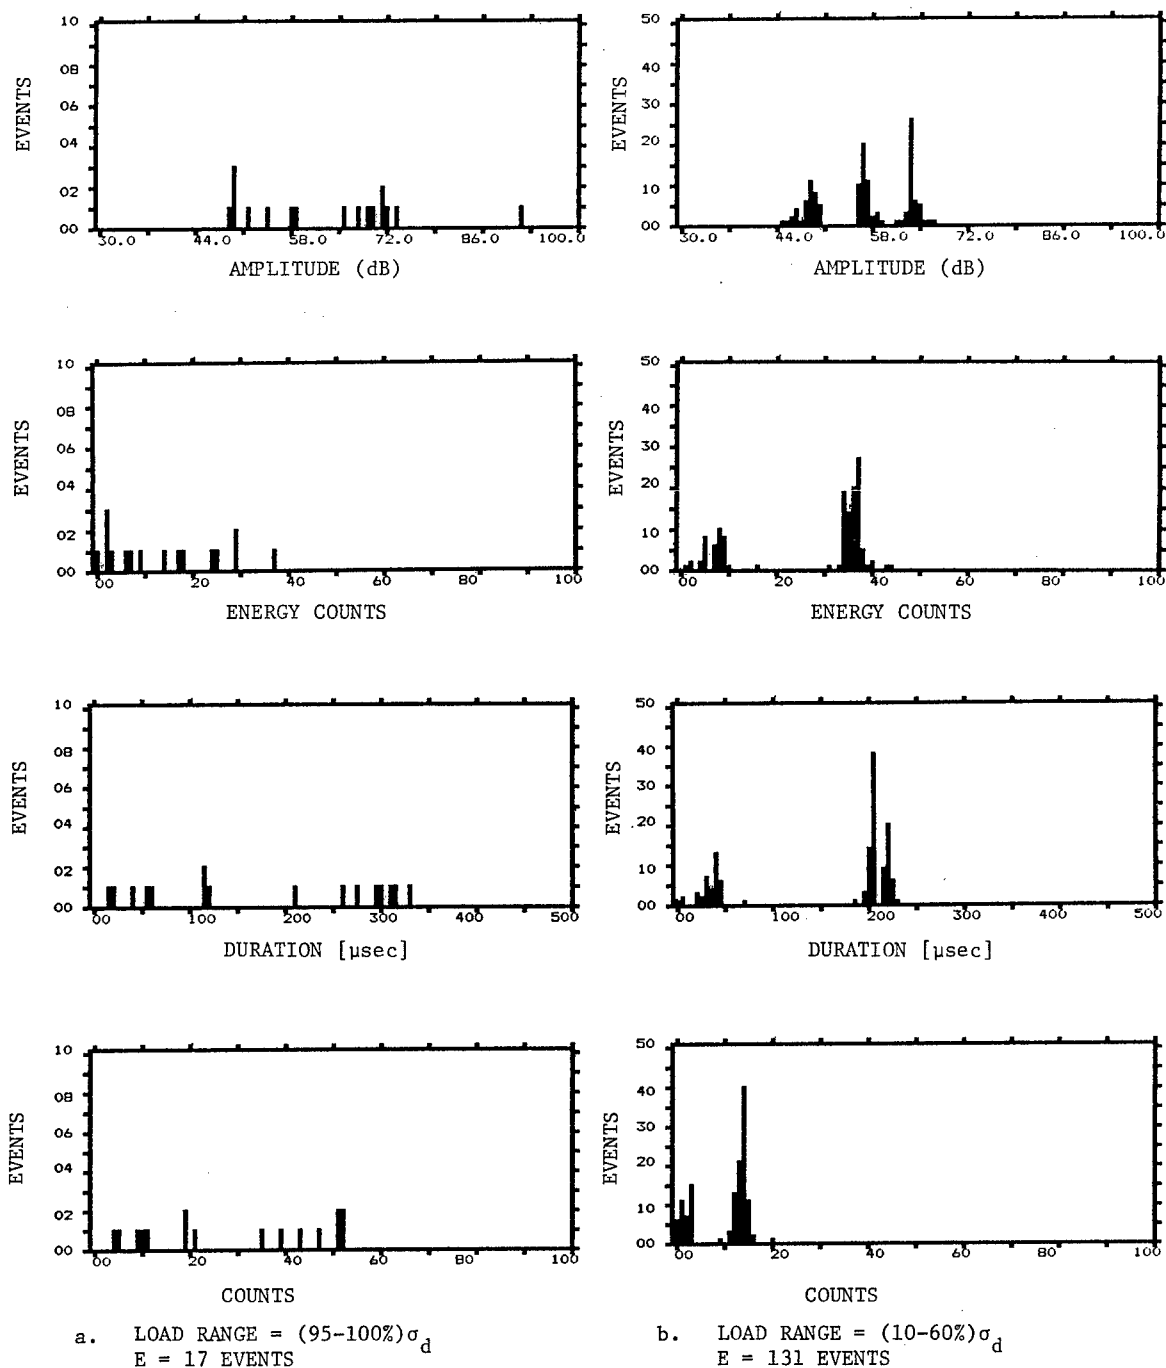 10
08
06
04
02
00
EVENTS
30.0 44.0 58.0 72.0 86.0 100.0
AMPLITUDE (dB)
50
40
30
20
10
00
EVENTS
30.0 44.0 58.0 72.0 86.0 100.0
AMPLITUDE (dB)
10
08
06
04
02
00
EVENTS
00 20 40 60 80 100
ENERGY COUNTS
50
40
30
20
10
00
EVENTS
00 20 40 60 80 100
ENERGY COUNTS
10
08
06
04
02
00
EVENTS
00 100 200 300 400 500
DURATION [μsec]
50
40
30
20
10
00
EVENTS
00 100 200 300 400 500
DURATION [μsec]
10
08
06
04
02
00
EVENTS
00 20 40 60 80 100
COUNTS
50
40
30
20
10
00
EVENTS
00 20 40 60 80 100
COUNTS
a. LOAD RANGE = (95-100%)σd
E = 17 EVENTS
b. LOAD RANGE = (10-60%)σd
E = 131 EVENTS